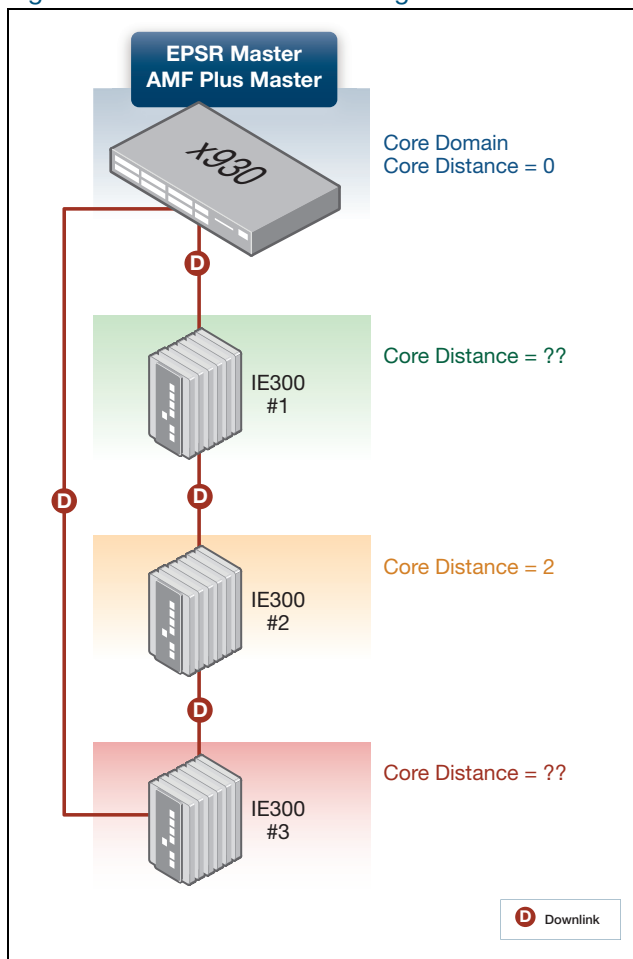 EPSR Master
AMF Plus Master
x930
Core Domain
Core Distance = 0
D
Core Distance = ??
IE300
#1
D
D
Core Distance = 2
IE300
#2
D
Core Distance = ??
IE300
#3
D Downlink